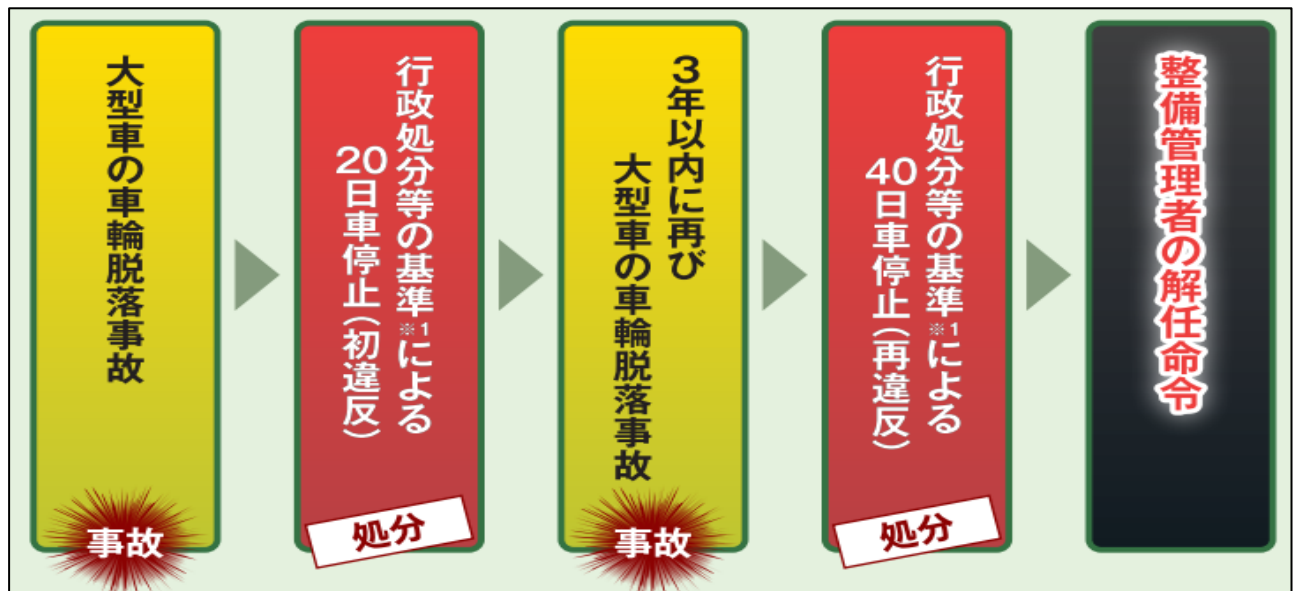 大型車の車輪脱落事故
事故
行政処分等の基準※1による
20日車停止(初違反)
処分
3年以内に再び
大型車の車輪脱落事故
事故
行政処分等の基準※1による
40日車停止(再違反)
処分
整備管理者の解任命令